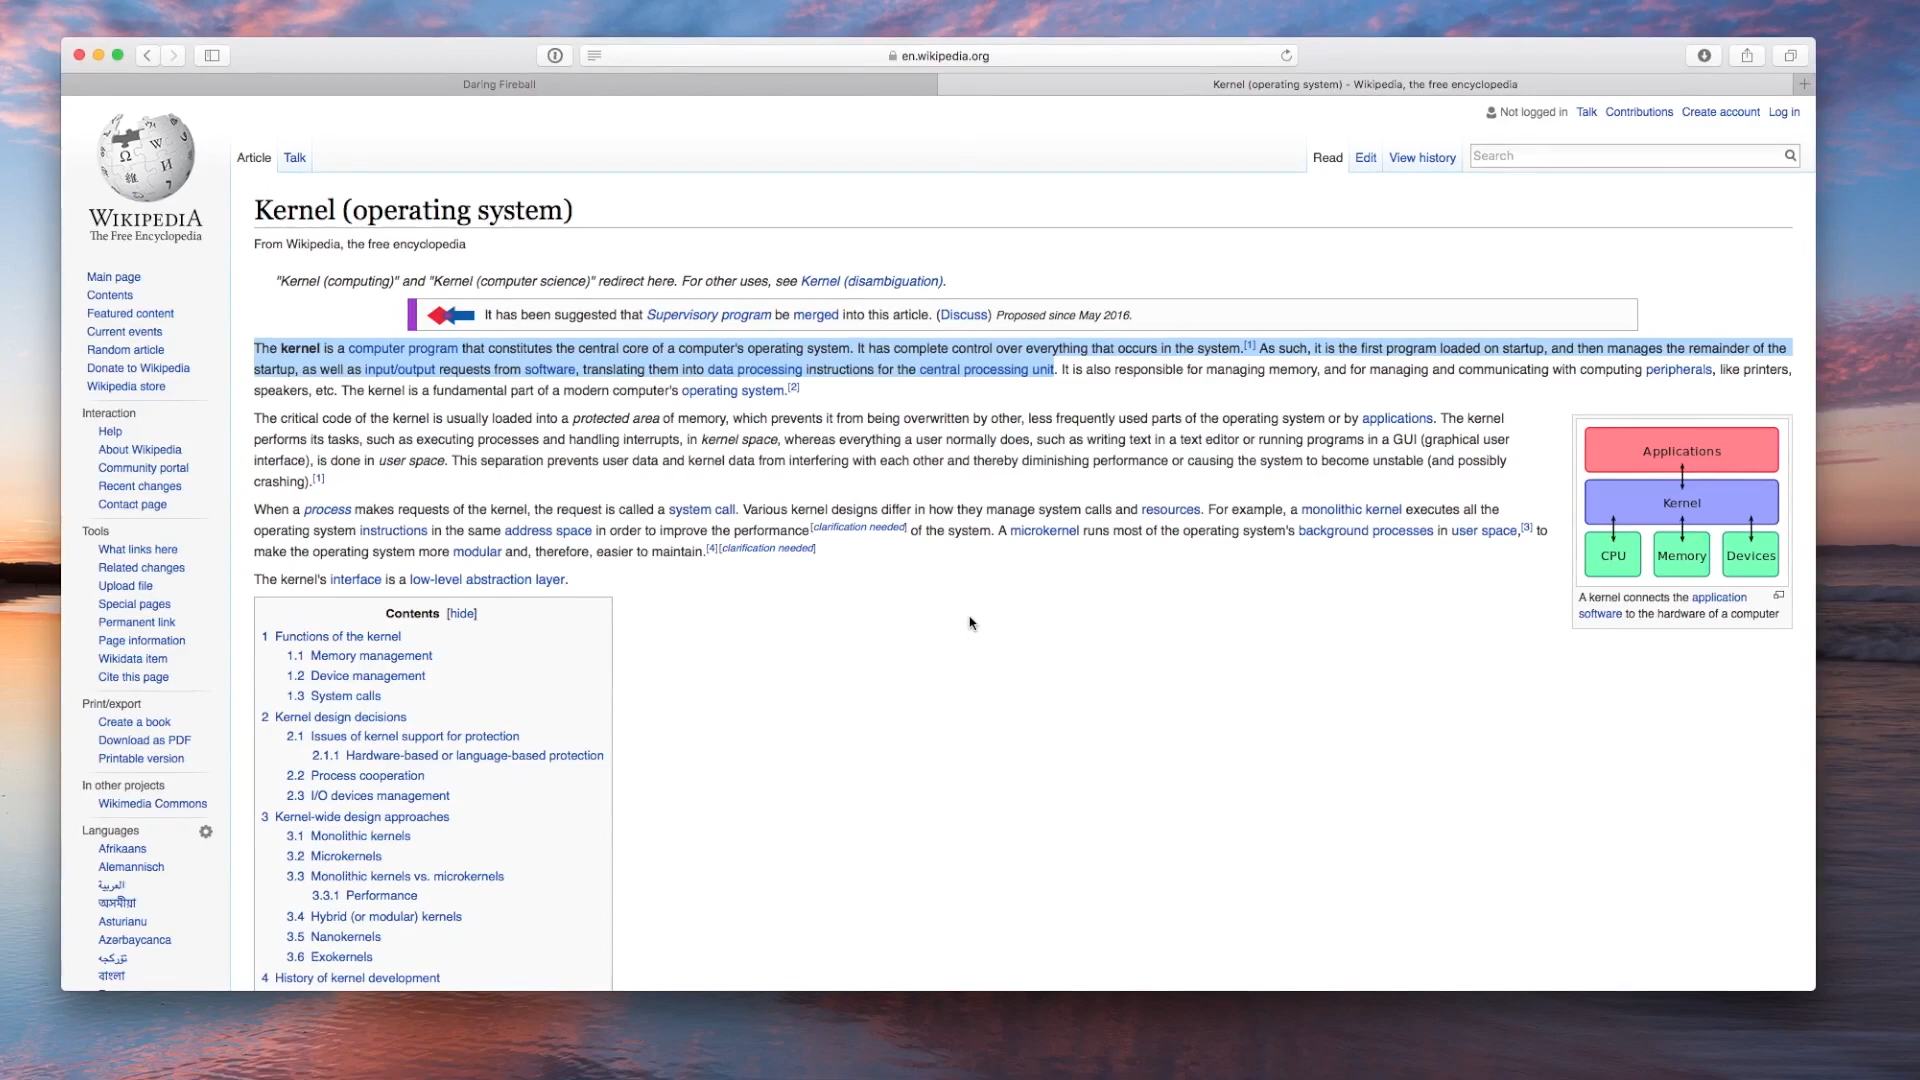 en.wikipedia.org
Daring Fireball
Kernel (operating system) - Wikipedia, the free encyclopedia
Not logged in Talk Contributions Create account Log in
Article Talk
Read Edit View history
Search
WIKIPEDIA
The Free Encyclopedia
Main page
Contents
Featured content
Current events
Random article
Donate to Wikipedia
Wikipedia store
Interaction
Help
About Wikipedia
Community portal
Recent changes
Contact page
Tools
What links here
Related changes
Upload file
Special pages
Permanent link
Page information
Wikidata item
Cite this page
Print/export
Create a book
Download as PDF
Printable version
In other projects
Wikimedia Commons
Languages
Afrikaans
Alemannisch
العربية
অসমীয়া
Asturianu
Azərbaycanca
تۆرکجه
বাংলা
Kernel (operating system)
From Wikipedia, the free encyclopedia
"Kernel (computing)" and "Kernel (computer science)" redirect here. For other uses, see Kernel (disambiguation).
It has been suggested that Supervisory program be merged into this article. (Discuss) Proposed since May 2016.
The kernel is a computer program that constitutes the central core of a computer's operating system. It has complete control over everything that occurs in the system.[1] As such, it is the first program loaded on startup, and then manages the remainder of the
startup, as well as input/output requests from software, translating them into data processing instructions for the central processing unit. It is also responsible for managing memory, and for managing and communicating with computing peripherals, like printers,
speakers, etc. The kernel is a fundamental part of a modern computer's operating system.[2]
The critical code of the kernel is usually loaded into a protected area of memory, which prevents it from being overwritten by other, less frequently used parts of the operating system or by applications. The kernel
performs its tasks, such as executing processes and handling interrupts, in kernel space, whereas everything a user normally does, such as writing text in a text editor or running programs in a GUI (graphical user
interface), is done in user space. This separation prevents user data and kernel data from interfering with each other and thereby diminishing performance or causing the system to become unstable (and possibly
crashing).[1]
When a process makes requests of the kernel, the request is called a system call. Various kernel designs differ in how they manage system calls and resources. For example, a monolithic kernel executes all the
operating system instructions in the same address space in order to improve the performance[clarification needed] of the system. A microkernel runs most of the operating system's background processes in user space,[3] to
make the operating system more modular and, therefore, easier to maintain.[4][clarification needed]
The kernel's interface is a low-level abstraction layer.
Applications
Kernel
CPU Memory Devices
A kernel connects the application
software to the hardware of a computer
Contents [hide]
1 Functions of the kernel
1.1 Memory management
1.2 Device management
1.3 System calls
2 Kernel design decisions
2.1 Issues of kernel support for protection
2.1.1 Hardware-based or language-based protection
2.2 Process cooperation
2.3 I/O devices management
3 Kernel-wide design approaches
3.1 Monolithic kernels
3.2 Microkernels
3.3 Monolithic kernels vs. microkernels
3.3.1 Performance
3.4 Hybrid (or modular) kernels
3.5 Nanokernels
3.6 Exokernels
4 History of kernel development